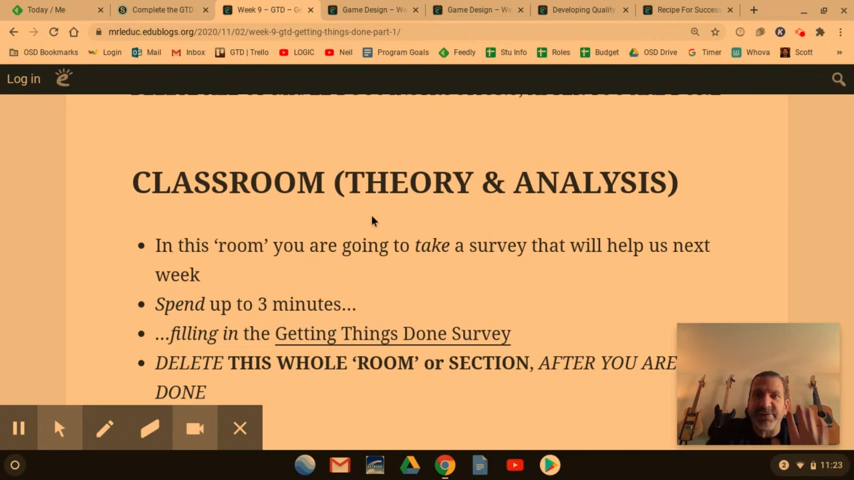 Today / Me
Complete the GTD
Week 9 – GTD – G
Game Design – W
Game Design – W
Developing Quality
Recipe For Success
mrleduc.edublogs.org/2020/11/02/week-9-gtd-getting-things-done-part-1/
OSD Bookmarks
Login
Mail
Inbox
GTD | Trello
LOGIC
Neil
Program Goals
Feedly
Stu Info
Roles
Budget
OSD Drive
Timer
Whova
Scott
»
Log in
CLASSROOM (THEORY & ANALYSIS)
• In this ‘room’ you are going to take a survey that will help us next
week
• Spend up to 3 minutes…
• …filling in the Getting Things Done Survey
• DELETE THIS WHOLE ‘ROOM’ or SECTION, AFTER YOU ARE
DONE
2
11:23